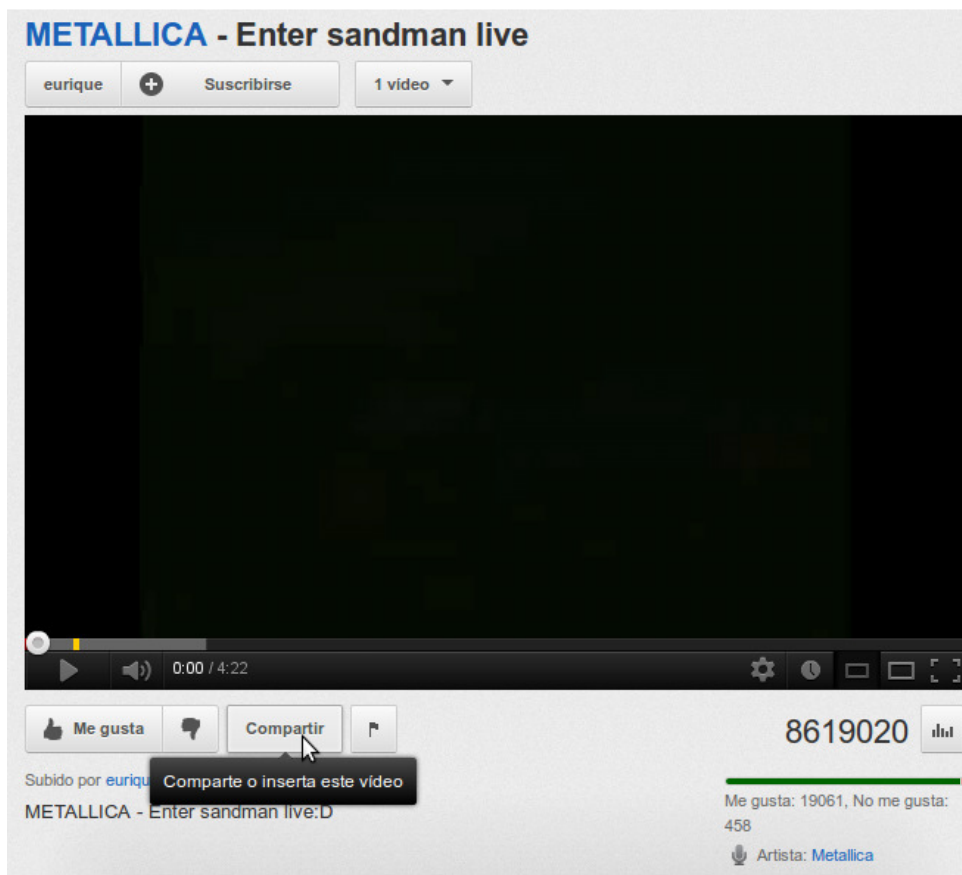 METALLICA - Enter sandman live
eurique Suscribirse 1 vídeo
0:00 / 4:22
Me gusta Compartir 8619020
Comparte o inserta este vídeo
Subido por euriqu
METALLICA - Enter sandman live:D
Me gusta: 19061, No me gusta:
458
Artista: Metallica